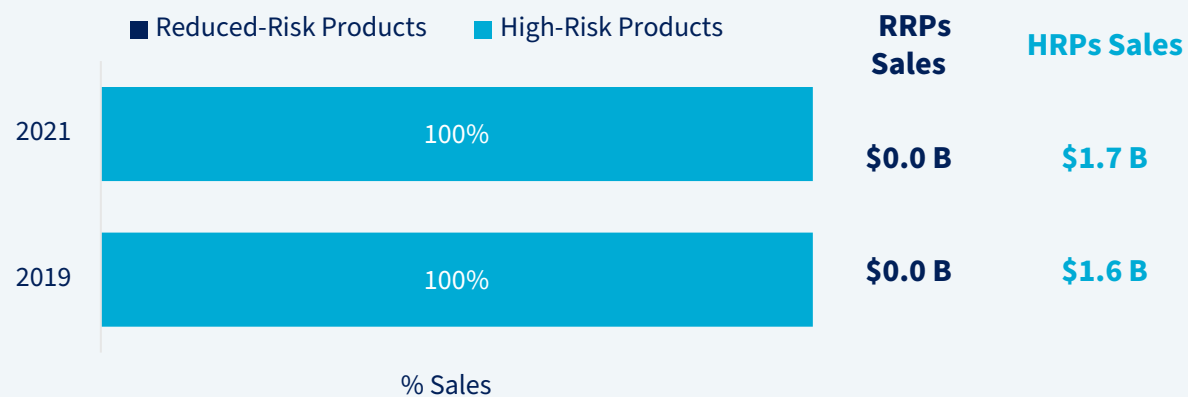 Reduced-Risk Products
High-Risk Products
RRPs
Sales
HRPs Sales
2021
100%
$0.0 B
$1.7 B
2019
100%
$0.0 B
$1.6 B
% Sales